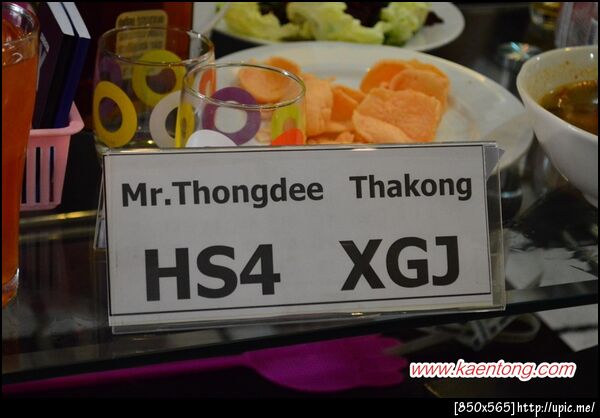 Mr.Thongdee Thakong
HS4 XGJ
www.kaentong.com
[850x565]http://upic.me/